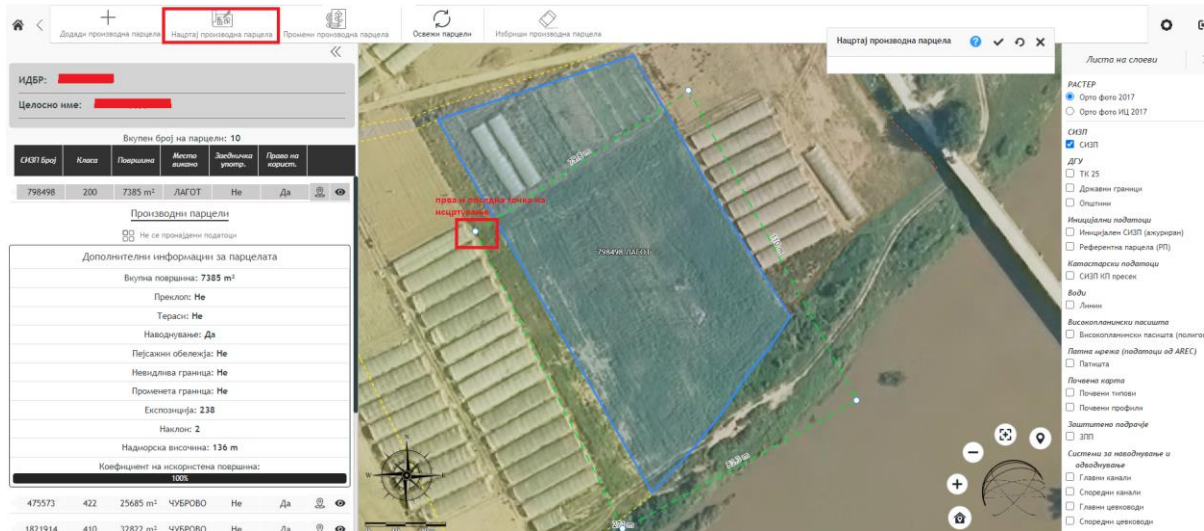 Додади производна парцела
Нацртај производна парцела
Промени производна парцела
Освежи парцели
Избриши производна парцела
Нацртај производна парцела
Листа на слоеви
ИДБР:
Целосно име:
Вкупен број на парцели: 10
СИЗП Број Класа Површина Место викано Заедничка употр. Право на корист.
798498 200 7385 m² ЛАГОТ Не Да
Производни парцели
Не се пронајдени податоци
Дополнителни информации за парцелата
Вкупна површина: 7385 m²
Преклоп: Не
Тераси: Не
Наводнување: Да
Пејсажни обележја: Не
Невидлива граница: Не
Променета граница: Не
Експозиција: 238
Наклон: 2
Надморска височина: 136 m
Коефициент на искористена површина:
100%
475573 422 25685 m² ЧУБРОВО Не Да
1821914 410 32822 m² ЧУБРОВО Не Да
прва и последна точка на
исцртување
798498 ЛАГОТ
N
W
S
РАСТЕР
Орто фото 2017
Орто фото ИЦ 2017
СИЗП
СИЗП
ДГУ
ТК 25
Државни граници
Општини
Иницијални податоци
Иницијален СИЗП (ажуриран)
Референтна парцела (РП)
Катастарски податоци
СИЗП КП пресек
Води
Линии
Високопланински пасишта
Високопланински пасишта (полигон
Патна мрежа (податоци од AREC)
Патишта
Почвена карта
Почвени типови
Почвени профили
Заштитено подрачје
ЗПП
Системи за наводнување и
одводнување
Главни канали
Споредни канали
Главни цевководи
Споредни цевководи